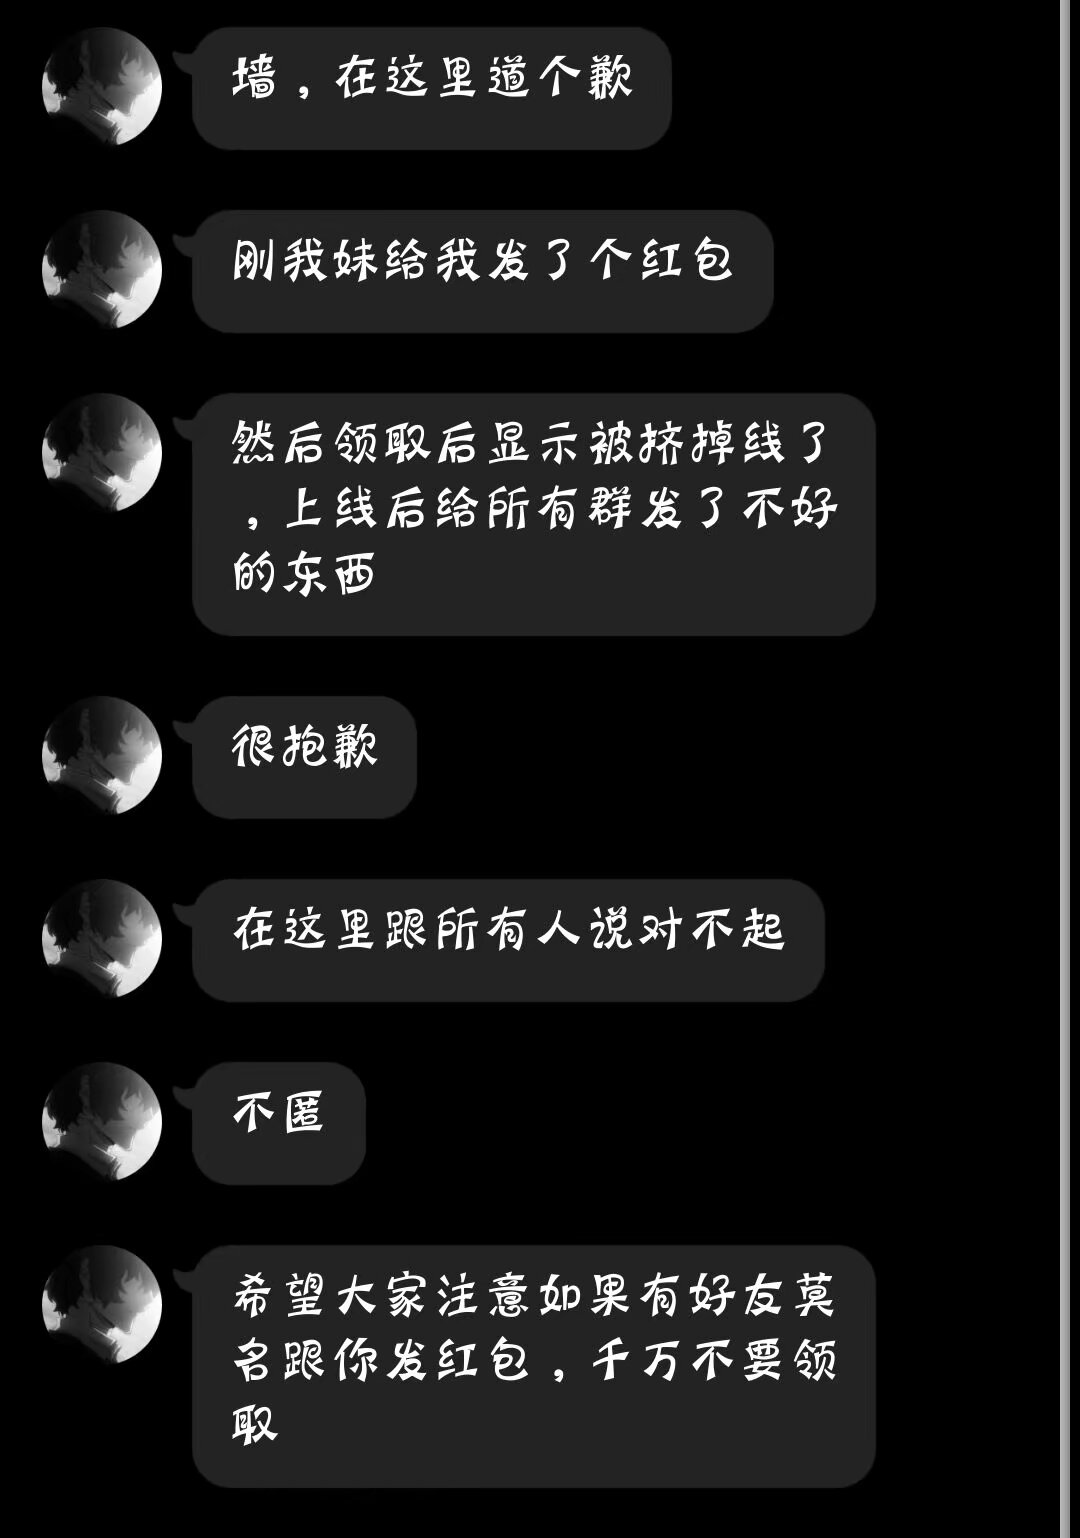 墙，在这里道个歉
刚我妹给我发了个红包
然后领取后显示被挤掉线了
，上线后给所有群发了不好
的东西
很抱歉
在这里跟所有人说对不起
不匿
希望大家注意如果有好友莫
名跟你发红包，千万不要领
取